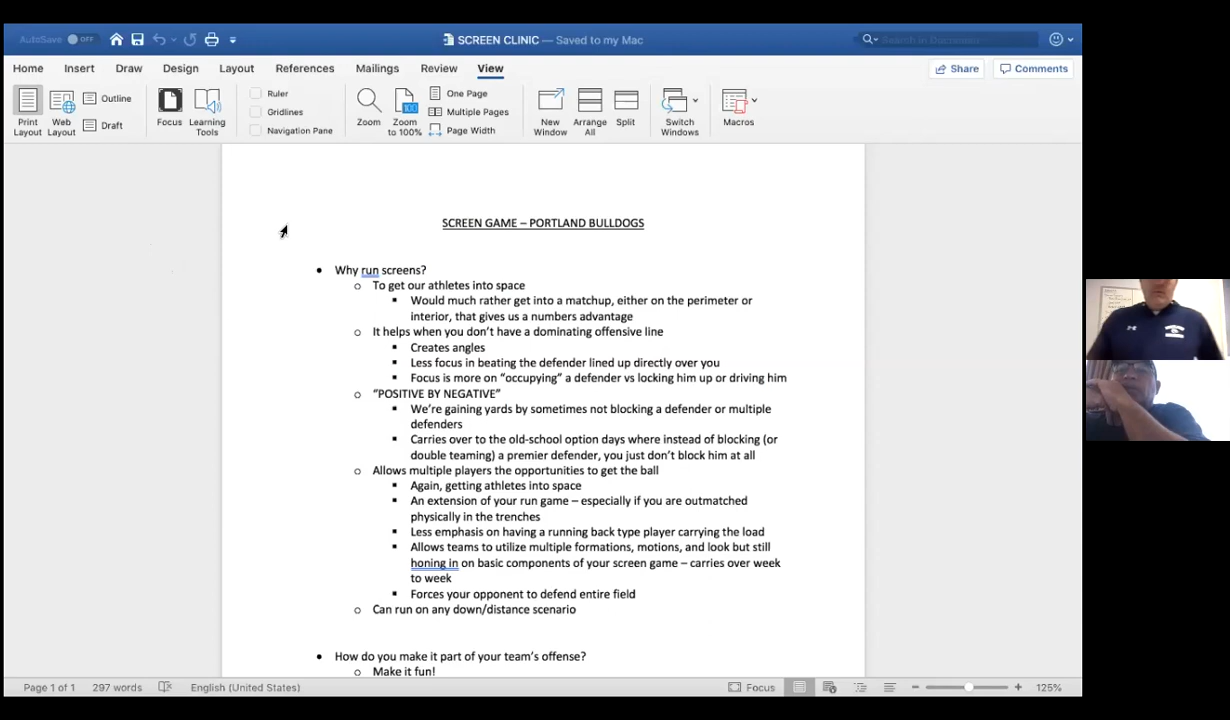 AutoSave OFF SCREEN CLINIC — Saved to my Mac Search in Document
Home Insert Draw Design Layout References Mailings Review View Share Comments
Print Layout
Web Layout
Outline
Draft
Focus
Learning Tools
Ruler
Gridlines
Navigation Pane
Zoom
Zoom to 100%
One Page
Multiple Pages
Page Width
New Window
Arrange All
Split
Switch Windows
Macros
SCREEN GAME – PORTLAND BULLDOGS
• Why run screens?
o To get our athletes into space
▪ Would much rather get into a matchup, either on the perimeter or
interior, that gives us a numbers advantage
o It helps when you don’t have a dominating offensive line
▪ Creates angles
▪ Less focus in beating the defender lined up directly over you
▪ Focus is more on “occupying” a defender vs locking him up or driving him
o “POSITIVE BY NEGATIVE”
▪ We’re gaining yards by sometimes not blocking a defender or multiple
defenders
▪ Carries over to the old-school option days where instead of blocking (or
double teaming) a premier defender, you just don’t block him at all
o Allows multiple players the opportunities to get the ball
▪ Again, getting athletes into space
▪ An extension of your run game – especially if you are outmatched
physically in the trenches
▪ Less emphasis on having a running back type player carrying the load
▪ Allows teams to utilize multiple formations, motions, and look but still
honing in on basic components of your screen game – carries over week
to week
▪ Forces your opponent to defend entire field
o Can run on any down/distance scenario
• How do you make it part of your team’s offense?
o Make it fun!
Page 1 of 1 297 words English (United States) Focus 125%